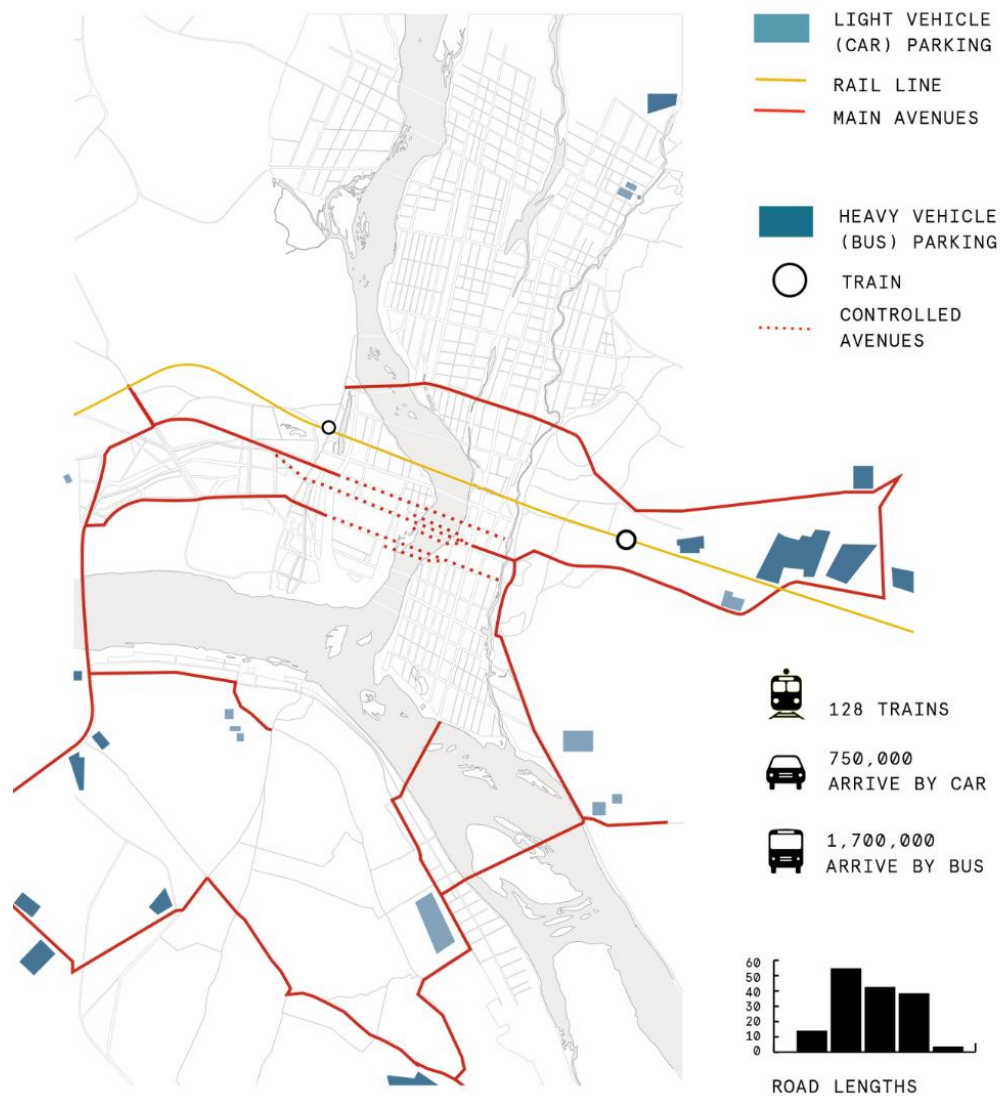 LIGHT VEHICLE
(CAR) PARKING
RAIL LINE
MAIN AVENUES
HEAVY VEHICLE
(BUS) PARKING
TRAIN
CONTROLLED
AVENUES
128 TRAINS
750,000
ARRIVE BY CAR
1,700,000
ARRIVE BY BUS
60
50
40
30
20
10
0
ROAD LENGTHS